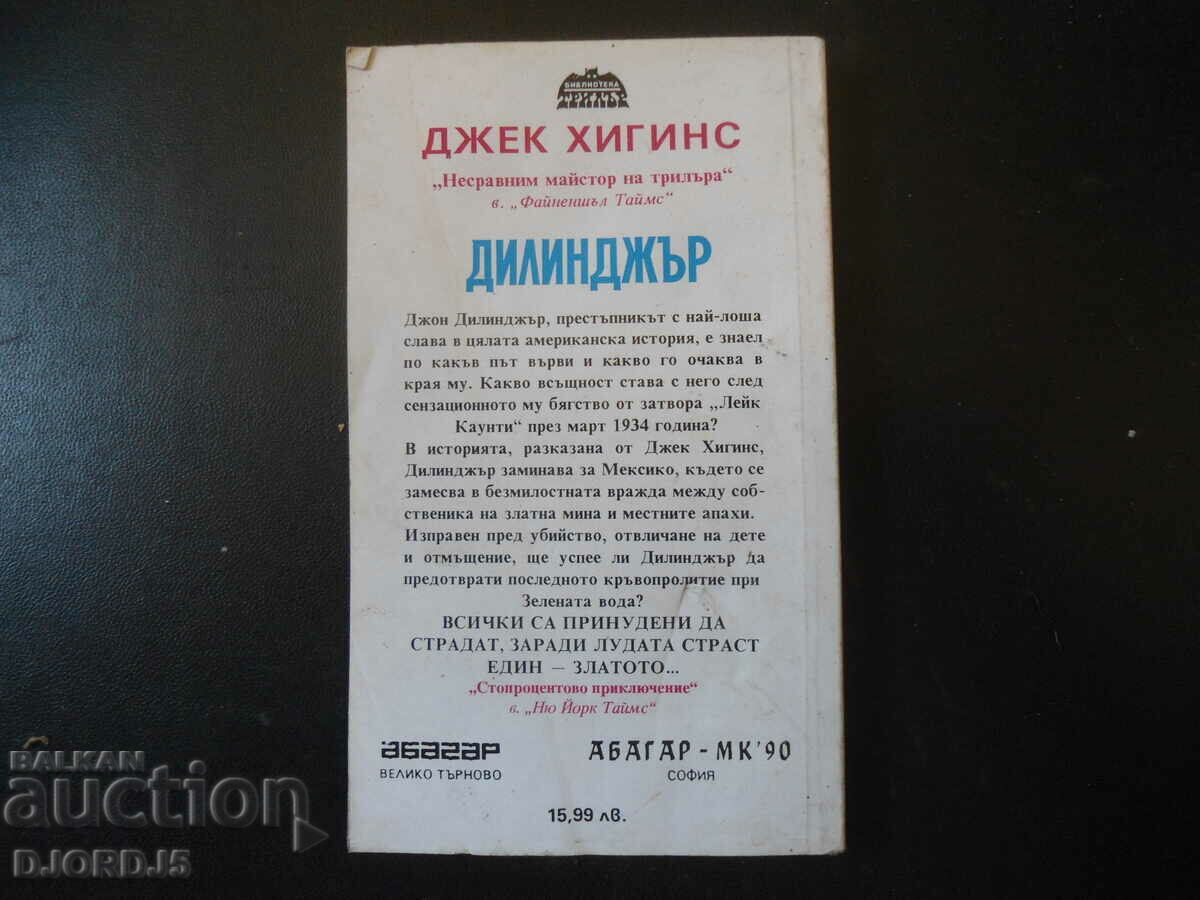 БИБЛИОТЕКА
ТРИЛЪР
ДЖЕК ХИГИНС
„Несравним майстор на трилъра“
в. „Файненшъл Таймс“
ДИЛИНДЖЪР
Джон Дилинджър, престъпникът с най-лоша
слава в цялата американска история, е знаел
по какъв път върви и какво го очаква в
края му. Какво всъщност става с него след
сензационното му бягство от затвора „Лейк
Каунти“ през март 1934 година?
В историята, разказана от Джек Хигинс,
Дилинджър заминава за Мексико, където се
замесва в безмилостната вражда между соб-
ственика на златна мина и местните апахи.
Изправен пред убийство, отвличане на дете
и отмъщение, ще успее ли Дилинджър да
предотврати последното кръвопролитие при
Зелената вода?
ВСИЧКИ СА ПРИНУДЕНИ ДА
СТРАДАТ, ЗАРАДИ ЛУДАТА СТРАСТ
ЕДИН — ЗЛАТОТО...
„Стопроцентово приключение“
в. „Ню Йорк Таймс“
абагар
ВЕЛИКО ТЪРНОВО
АБАГАР - МК'90
СОФИЯ
15,99 лв.
BALKAN
auction
DJORDJ5